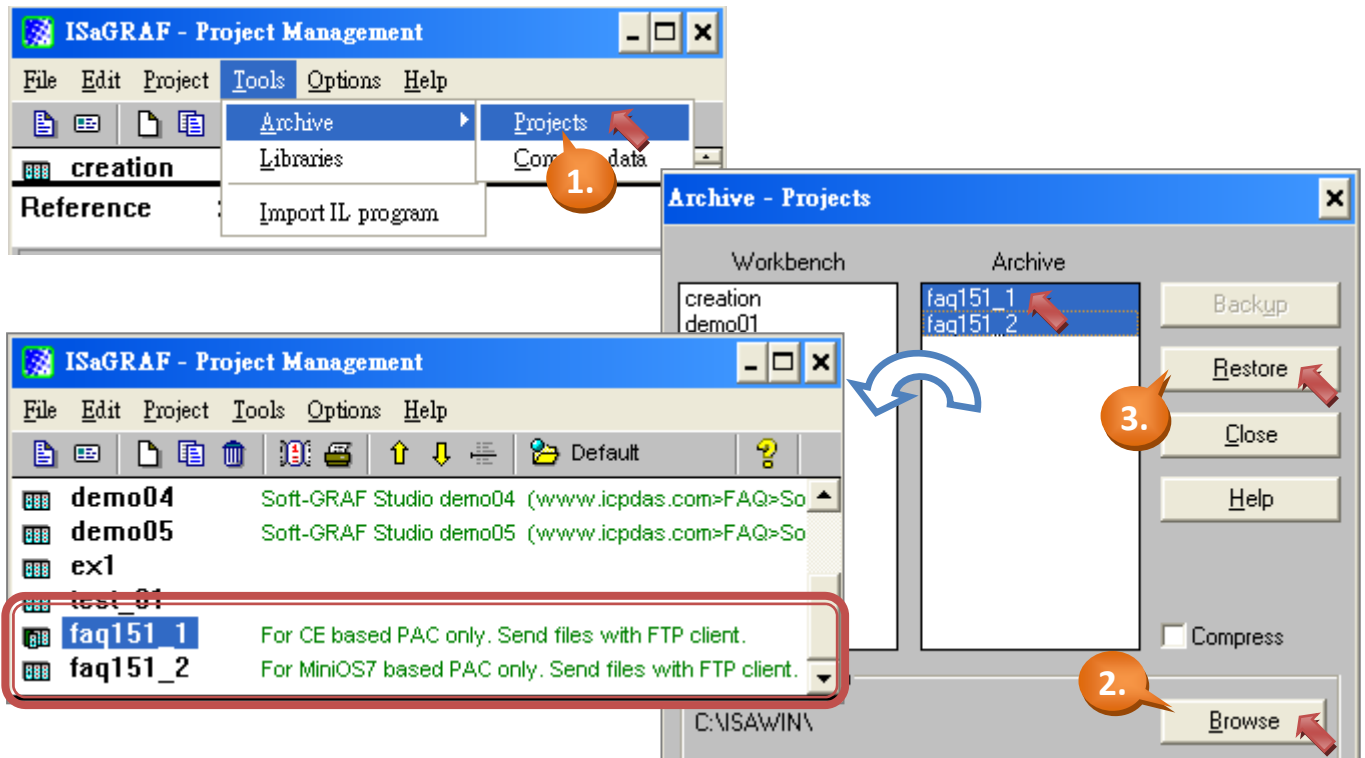 ISaGRAF - Project Management
File Edit Project Tools Options Help
Archive
Projects
creation
Libraries
data
1.
Reference
Import IL program
Archive - Projects
Workbench
Archive
creation
demo01
faq151_1
faq151_2
Backup
Restore
3.
Close
Help
Compress
2.
C:\ISAWIN\
Browse
ISaGRAF - Project Management
File Edit Project Tools Options Help
Default
demo04 Soft-GRAF Studio demo04 (www.icpdas.com>FAQ>So
demo05 Soft-GRAF Studio demo05 (www.icpdas.com>FAQ>So
ex1
test_01
faq151_1 For CE based PAC only. Send files with FTP client.
faq151_2 For MiniOS7 based PAC only. Send files with FTP client.